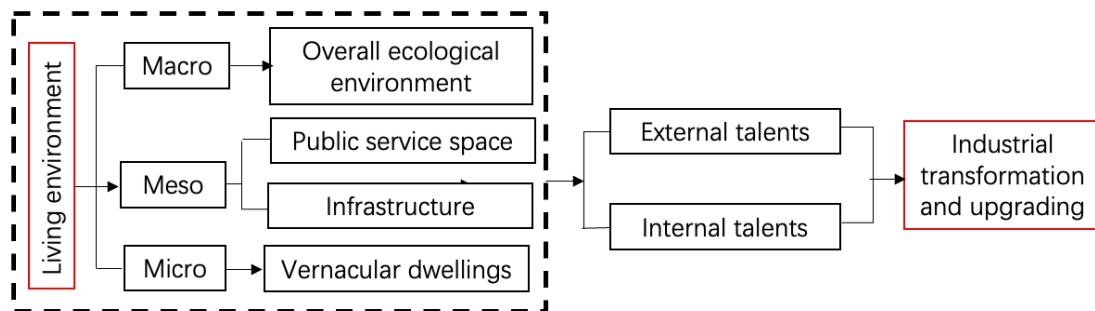 Living environment
Macro
Overall ecological
environment
Meso
Public service space
Infrastructure
Micro
Vernacular dwellings
External talents
Internal talents
Industrial
transformation
and upgrading